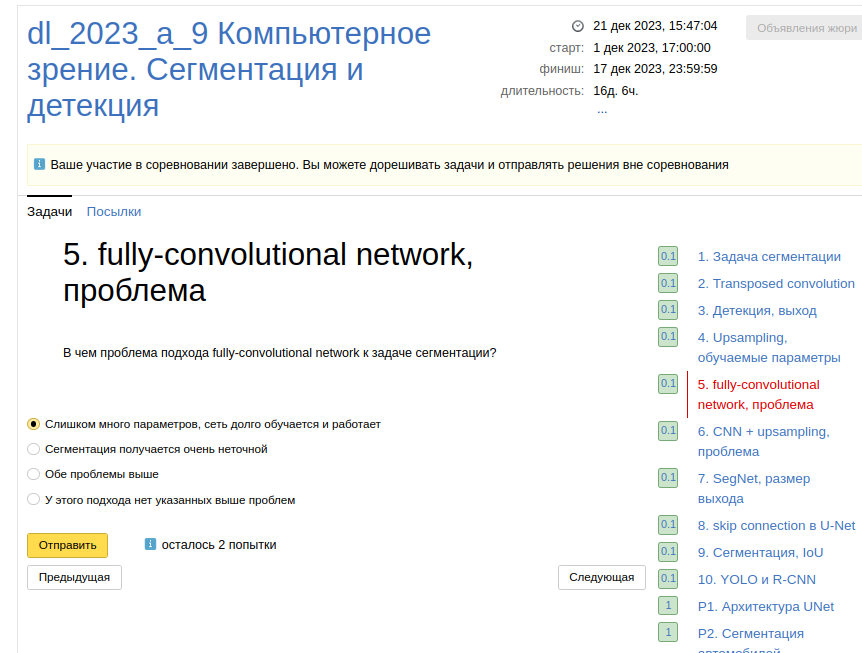 dl_2023_a_9 Компьютерное
зрение. Сегментация и
детекция
21 дек 2023, 15:47:04
старт: 1 дек 2023, 17:00:00
финиш: 17 дек 2023, 23:59:59
длительность: 16д. 6ч.
...
Объявления жюри
Ваше участие в соревновании завершено. Вы можете дорешивать задачи и отправлять решения вне соревнования
Задачи Посылки
5. fully-convolutional network,
проблема
В чем проблема подхода fully-convolutional network к задаче сегментации?
Слишком много параметров, сеть долго обучается и работает
Сегментация получается очень неточной
Обе проблемы выше
У этого подхода нет указанных выше проблем
Отправить
осталось 2 попытки
Предыдущая
Следующая
0.1 1. Задача сегментации
0.1 2. Transposed convolution
0.1 3. Детекция, выход
0.1 4. Upsampling,
обучаемые параметры
0.1 5. fully-convolutional
network, проблема
0.1 6. CNN + upsampling,
проблема
0.1 7. SegNet, размер
выхода
0.1 8. skip connection в U-Net
0.1 9. Сегментация, IoU
0.1 10. YOLO и R-CNN
1 P1. Архитектура UNet
1 P2. Сегментация
автомобилей